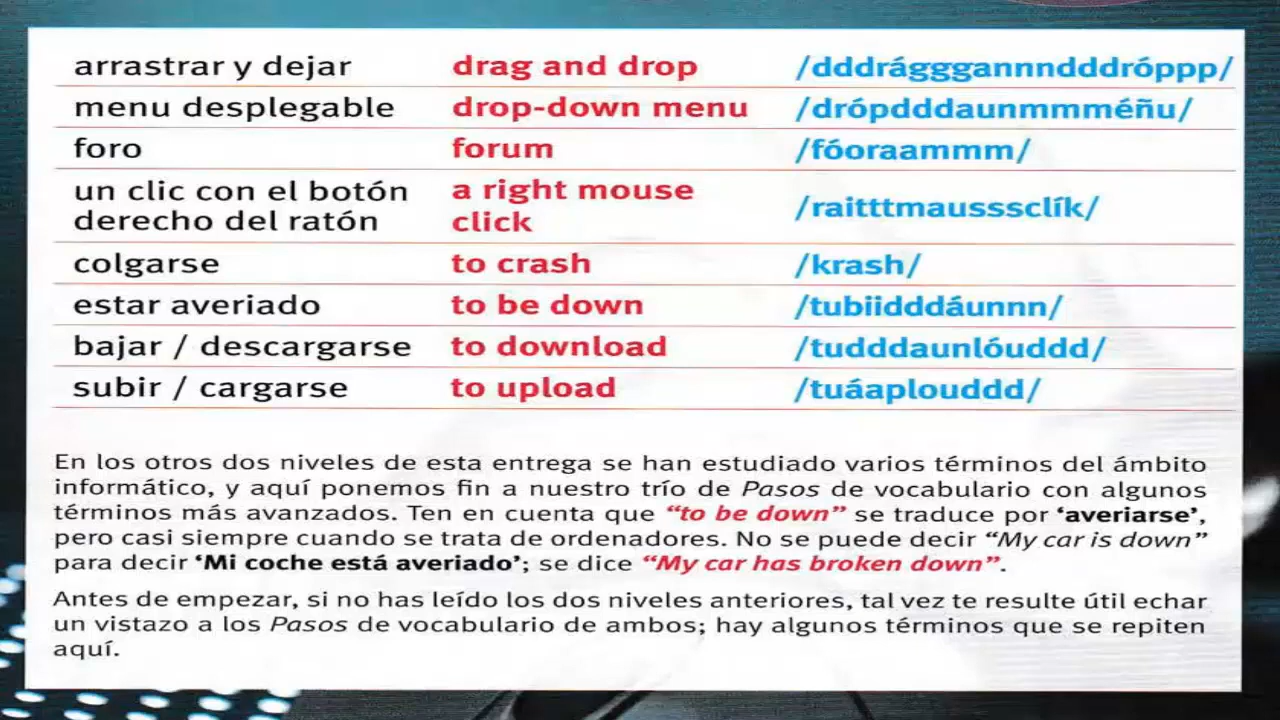 arrastrar y dejar drag and drop /dddrágggannndddróppp/
menu desplegable drop-down menu /drópdddaunmmméñu/
foro forum /fóoraammm/
un clic con el botón a right mouse
derecho del ratón click /raitttmausssclík/
colgarse to crash /krash/
estar averiado to be down /tubiidddáunnn/
bajar / descargarse to download /tudddaunlóuddd/
subir / cargarse to upload /tuáaplouddd/
En los otros dos niveles de esta entrega se han estudiado varios términos del ámbito
informático, y aquí ponemos fin a nuestro trío de Pasos de vocabulario con algunos
términos más avanzados. Ten en cuenta que “to be down” se traduce por ‘averiarse’,
pero casi siempre cuando se trata de ordenadores. No se puede decir “My car is down”
para decir ‘Mi coche está averiado’; se dice “My car has broken down”.
Antes de empezar, si no has leído los dos niveles anteriores, tal vez te resulte útil echar
un vistazo a los Pasos de vocabulario de ambos; hay algunos términos que se repiten
aquí.